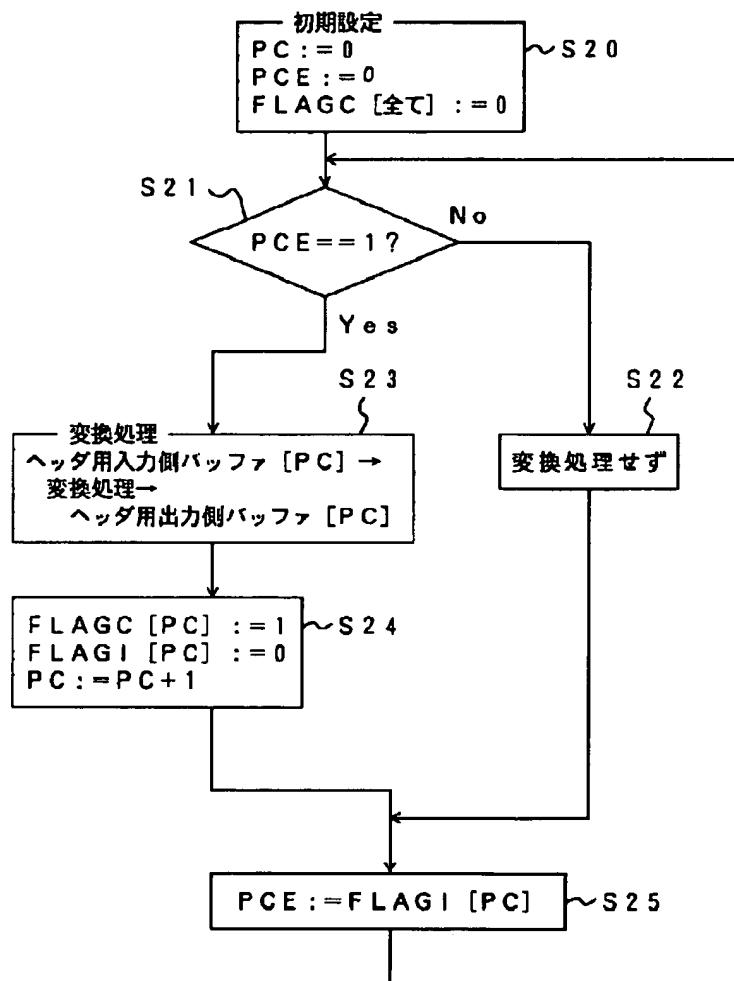 初期設定
PC:=0
PCE:=0
FLAGC [全て] :=0
S20
S21
PCE==1?
No
Yes
S23
S22
変換処理
ヘッダ用入力側バッファ [PC] →
変換処理→
ヘッダ用出力側バッファ [PC]
変換処理せず
FLAGC [PC] :=1
FLAGI [PC] :=0
PC:=PC+1
S24
PCE:=FLAGI [PC]
S25